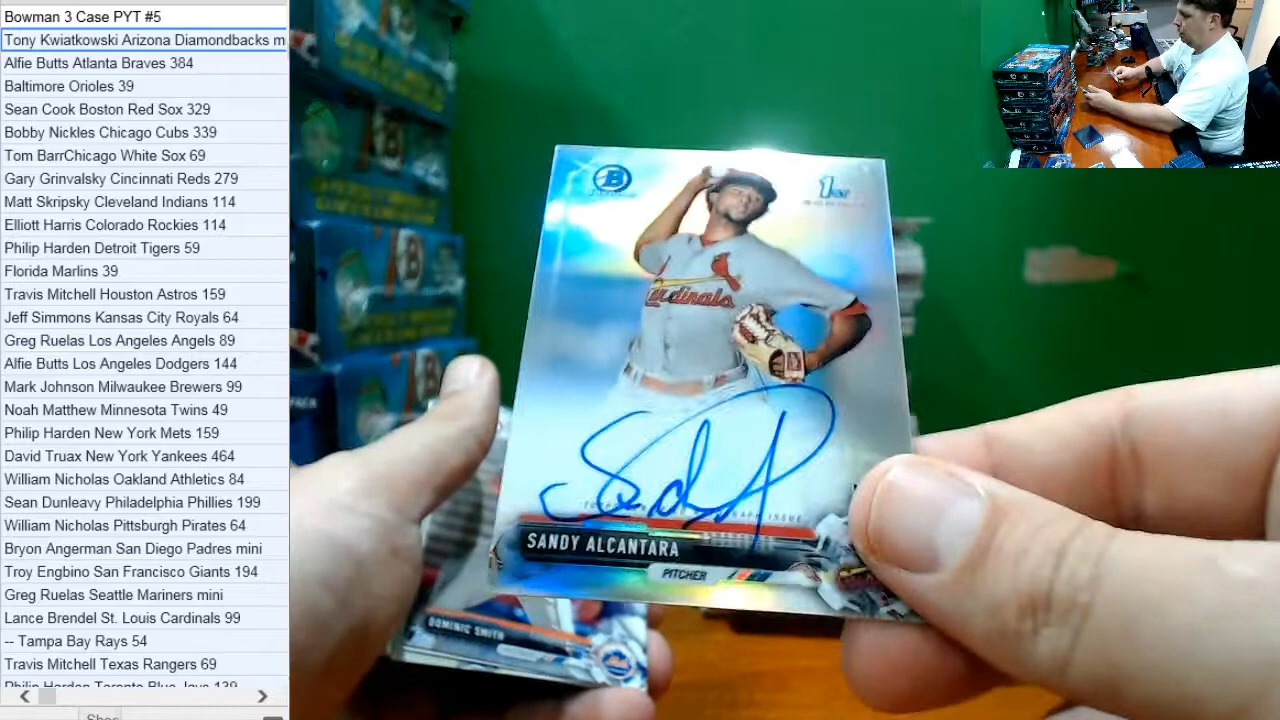 Bowman 3 Case PYT #5
Tony Kwiatkowski Arizona Diamondbacks m
Alfie Butts Atlanta Braves 384
Baltimore Orioles 39
Sean Cook Boston Red Sox 329
Bobby Nickles Chicago Cubs 339
Tom BarrChicago White Sox 69
Gary Grinvalsky Cincinnati Reds 279
Matt Skripsky Cleveland Indians 114
Elliott Harris Colorado Rockies 114
Philip Harden Detroit Tigers 59
Florida Marlins 39
Travis Mitchell Houston Astros 159
Jeff Simmons Kansas City Royals 64
Greg Ruelas Los Angeles Angels 89
Alfie Butts Los Angeles Dodgers 144
Mark Johnson Milwaukee Brewers 99
Noah Matthew Minnesota Twins 49
Philip Harden New York Mets 159
David Truax New York Yankees 464
William Nicholas Oakland Athletics 84
Sean Dunleavy Philadelphia Phillies 199
William Nicholas Pittsburgh Pirates 64
Bryon Angerman San Diego Padres mini
Troy Engbino San Francisco Giants 194
Greg Ruelas Seattle Mariners mini
Lance Brendel St. Louis Cardinals 99
-- Tampa Bay Rays 54
Travis Mitchell Texas Rangers 69
Philip Harden Toronto Blue Jays 139
B
1ST
Cardinals
SANDY ALCANTARA
PITCHER
DOMINIC SMITH